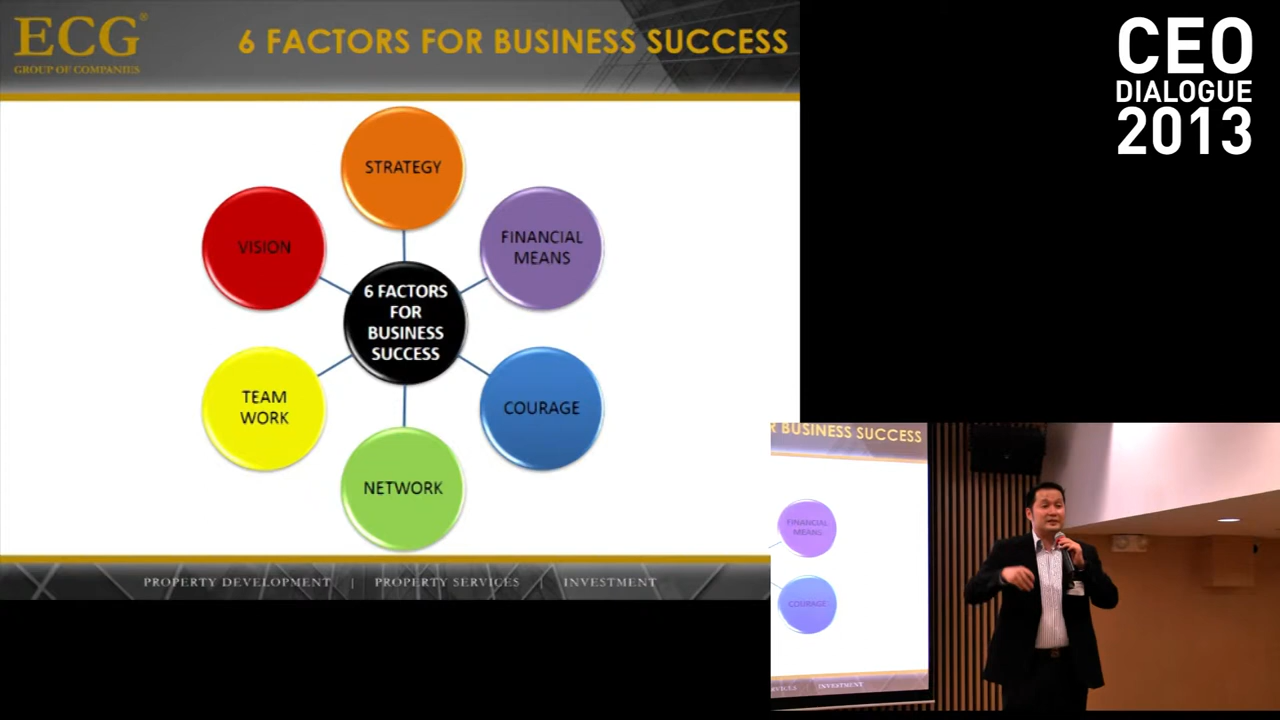 ECG®
GROUP OF COMPANIES
6 FACTORS FOR BUSINESS SUCCESS
CEO
DIALOGUE
2013
STRATEGY
VISION
FINANCIAL
MEANS
6 FACTORS
FOR
BUSINESS
SUCCESS
TEAM
WORK
COURAGE
NETWORK
PROPERTY DEVELOPMENT | PROPERTY SERVICES | INVESTMENT
R BUSINESS SUCCESS
FINANCIAL
MEANS
COURAGE
RVICES | INVESTMENT